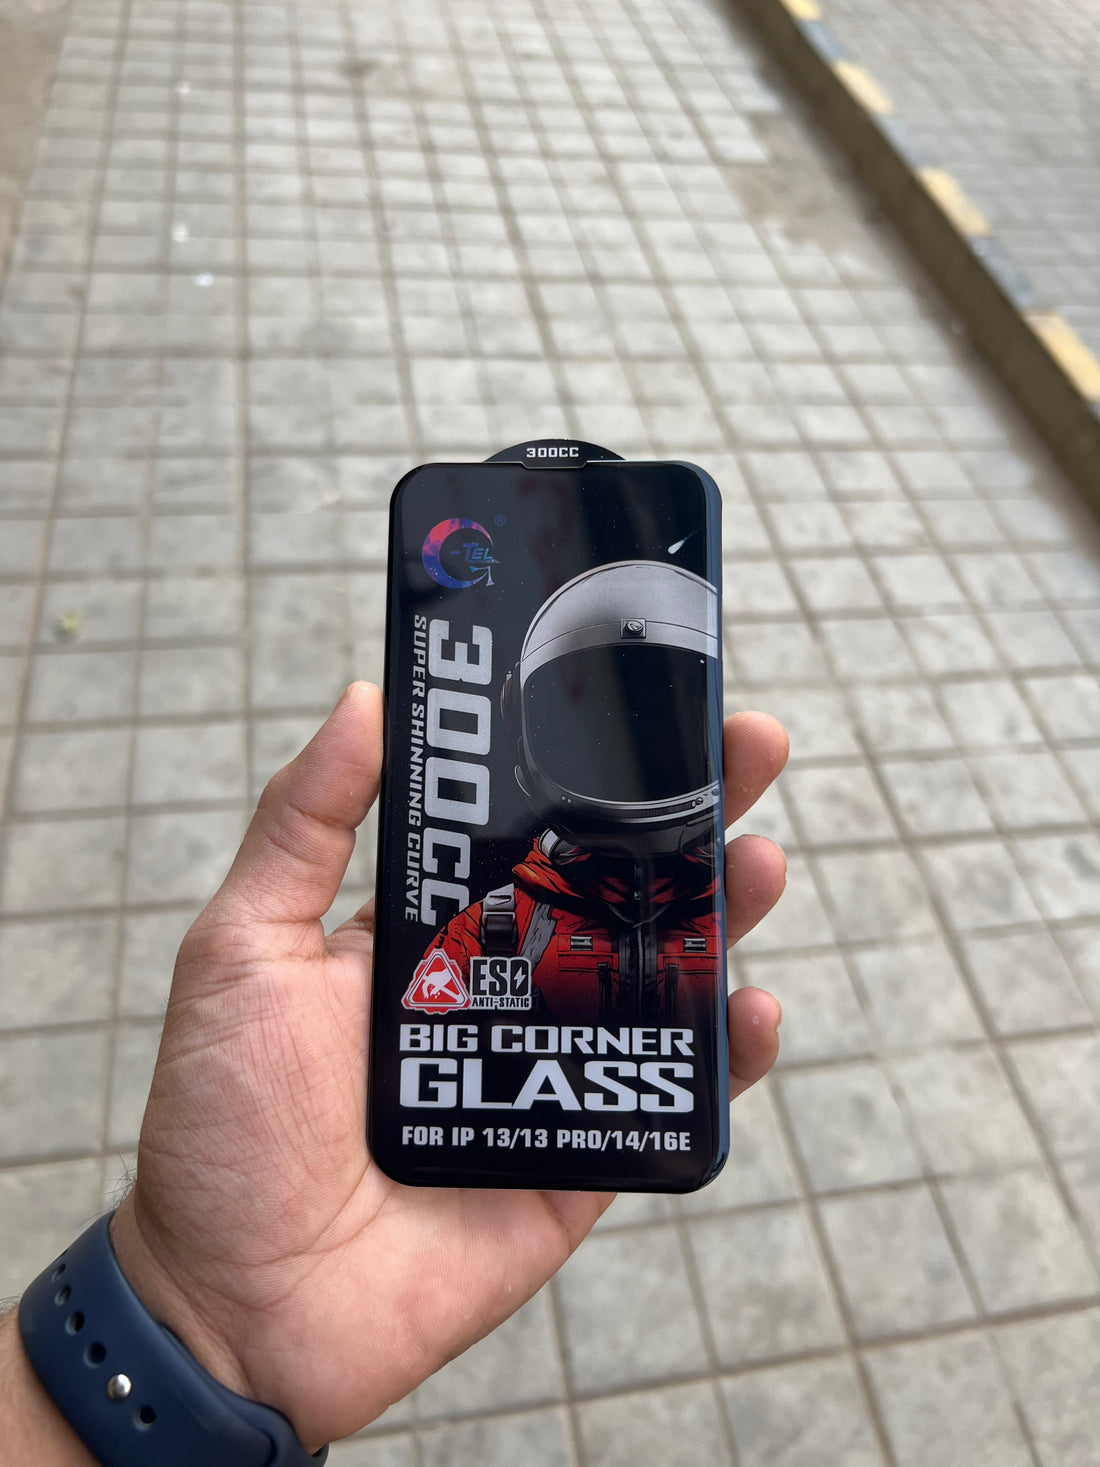 300CC
-TEL
®
300CC
SUPER SHINNING CURVE
ESD
ANTI-STATIC
BIG CORNER
GLASS
FOR IP 13/13 PRO/14/16E